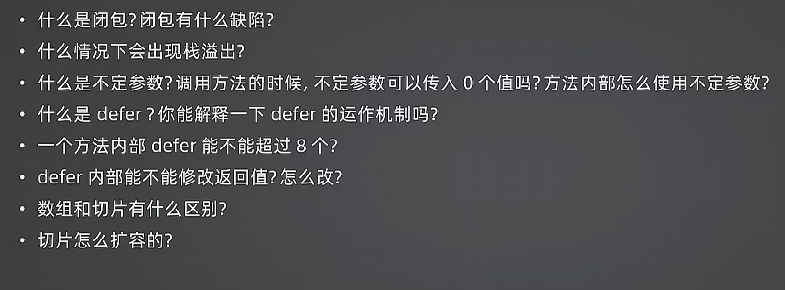 • 什么是闭包?闭包有什么缺陷?
• 什么情况下会出现栈溢出?
• 什么是不定参数?调用方法的时候, 不定参数可以传入 0 个值吗?方法内部怎么使用不定参数?
• 什么是 defer ?你能解释一下 defer 的运作机制吗?
• 一个方法内部 defer 能不能超过 8 个?
• defer 内部能不能修改返回值?怎么改?
• 数组和切片有什么区别?
• 切片怎么扩容的?